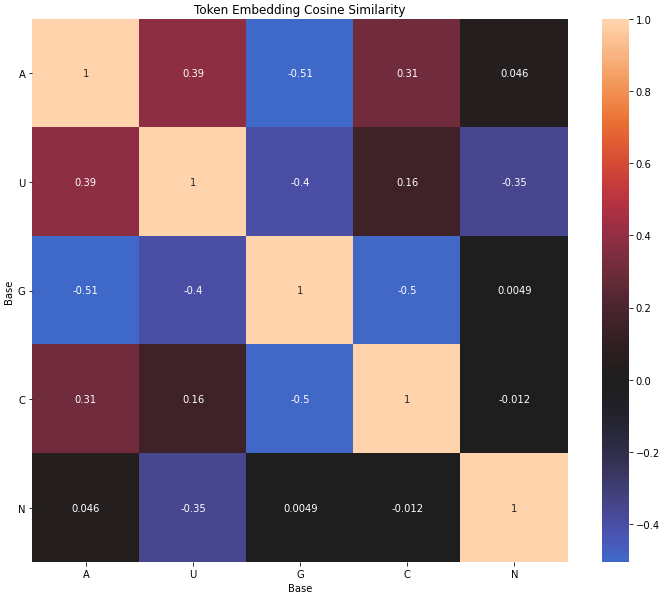 Token Embedding Cosine Similarity
A 1 0.39 -0.51 0.31 0.046
U 0.39 1 -0.4 0.16 -0.35
G -0.51 -0.4 1 -0.5 0.0049
C 0.31 0.16 -0.5 1 -0.012
N 0.046 -0.35 0.0049 -0.012 1
A U G C N
Base
Base
1.0
0.8
0.6
0.4
0.2
0.0
−0.2
−0.4